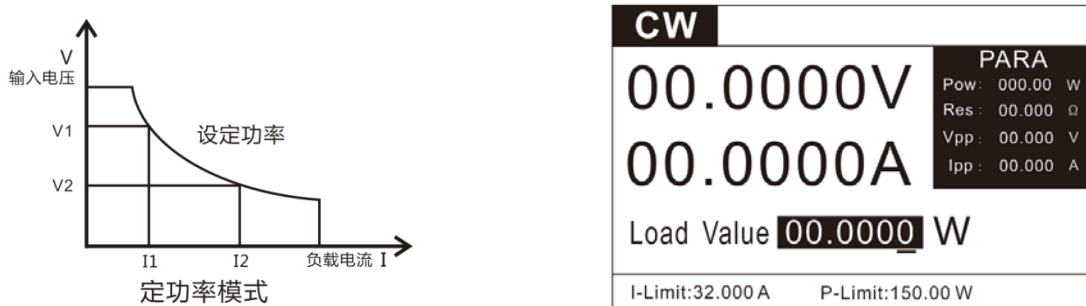 V
输入电压
V1
设定功率
V2
I1
I2
负载电流 I
定功率模式
CW
00.0000V
00.0000A
PARA
Pow: 000.00 W
Res: 00.000 Ω
Vpp: 00.000 V
Ipp: 00.000 A
Load Value 00.0000 W
I-Limit:32.000 A P-Limit:150.00 W